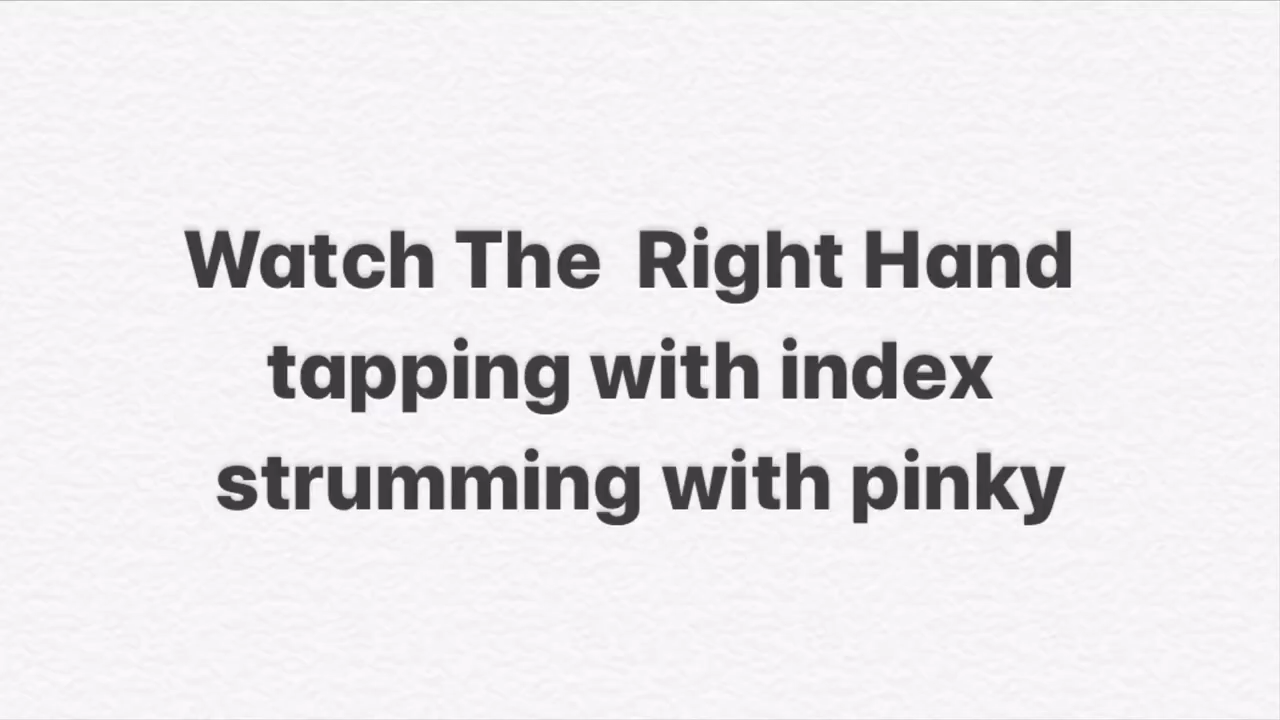 Watch The  Right Hand
tapping with index
strumming with pinky